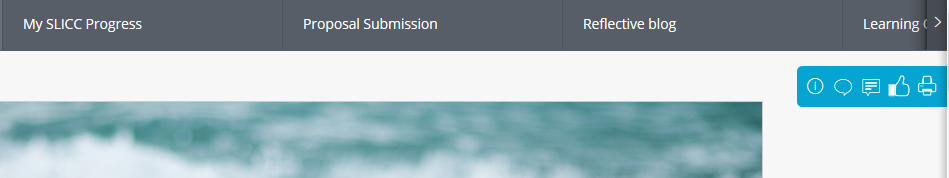 My SLICC Progress
Proposal Submission
Reflective blog
Learning